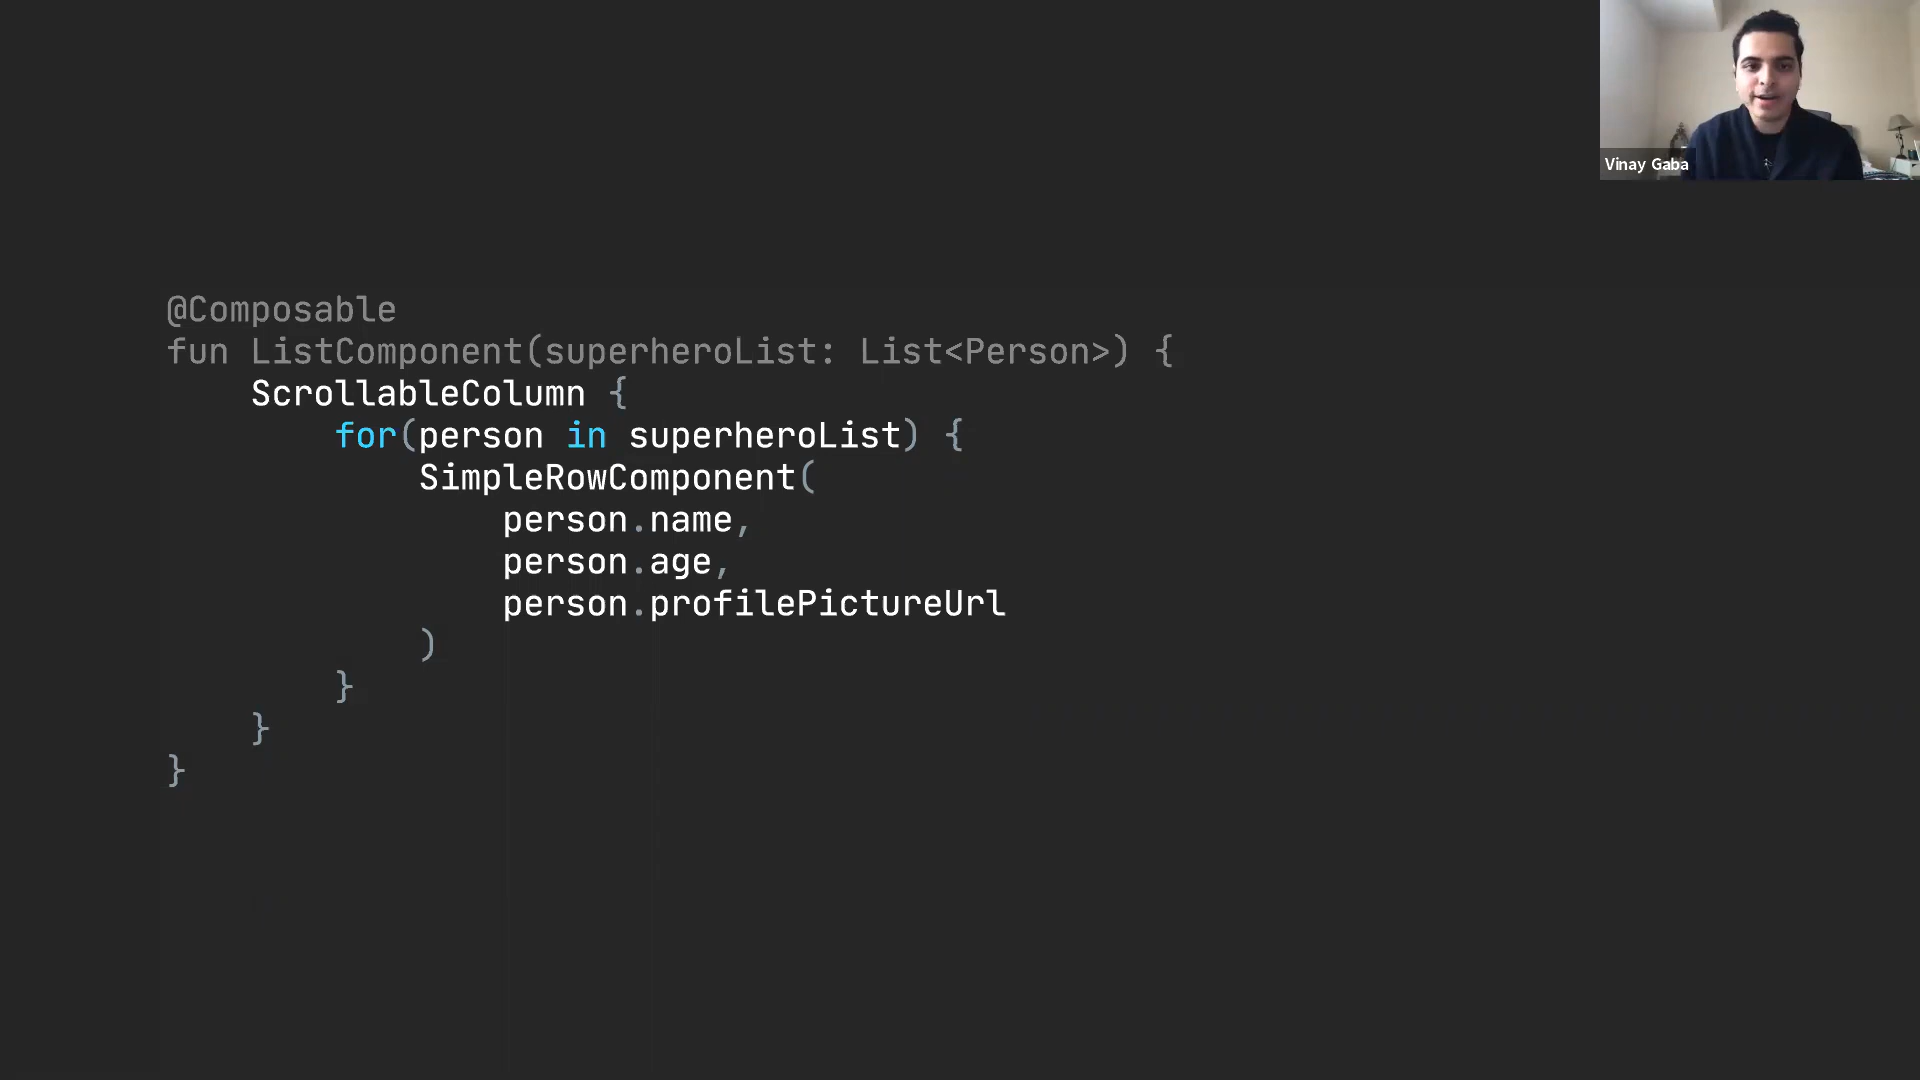 Vinay Gaba
@Composable
fun ListComponent(superheroList: List<Person>) {
    ScrollableColumn {
        for(person in superheroList) {
            SimpleRowComponent(
                person.name,
                person.age,
                person.profilePictureUrl
            )
        }
    }
}